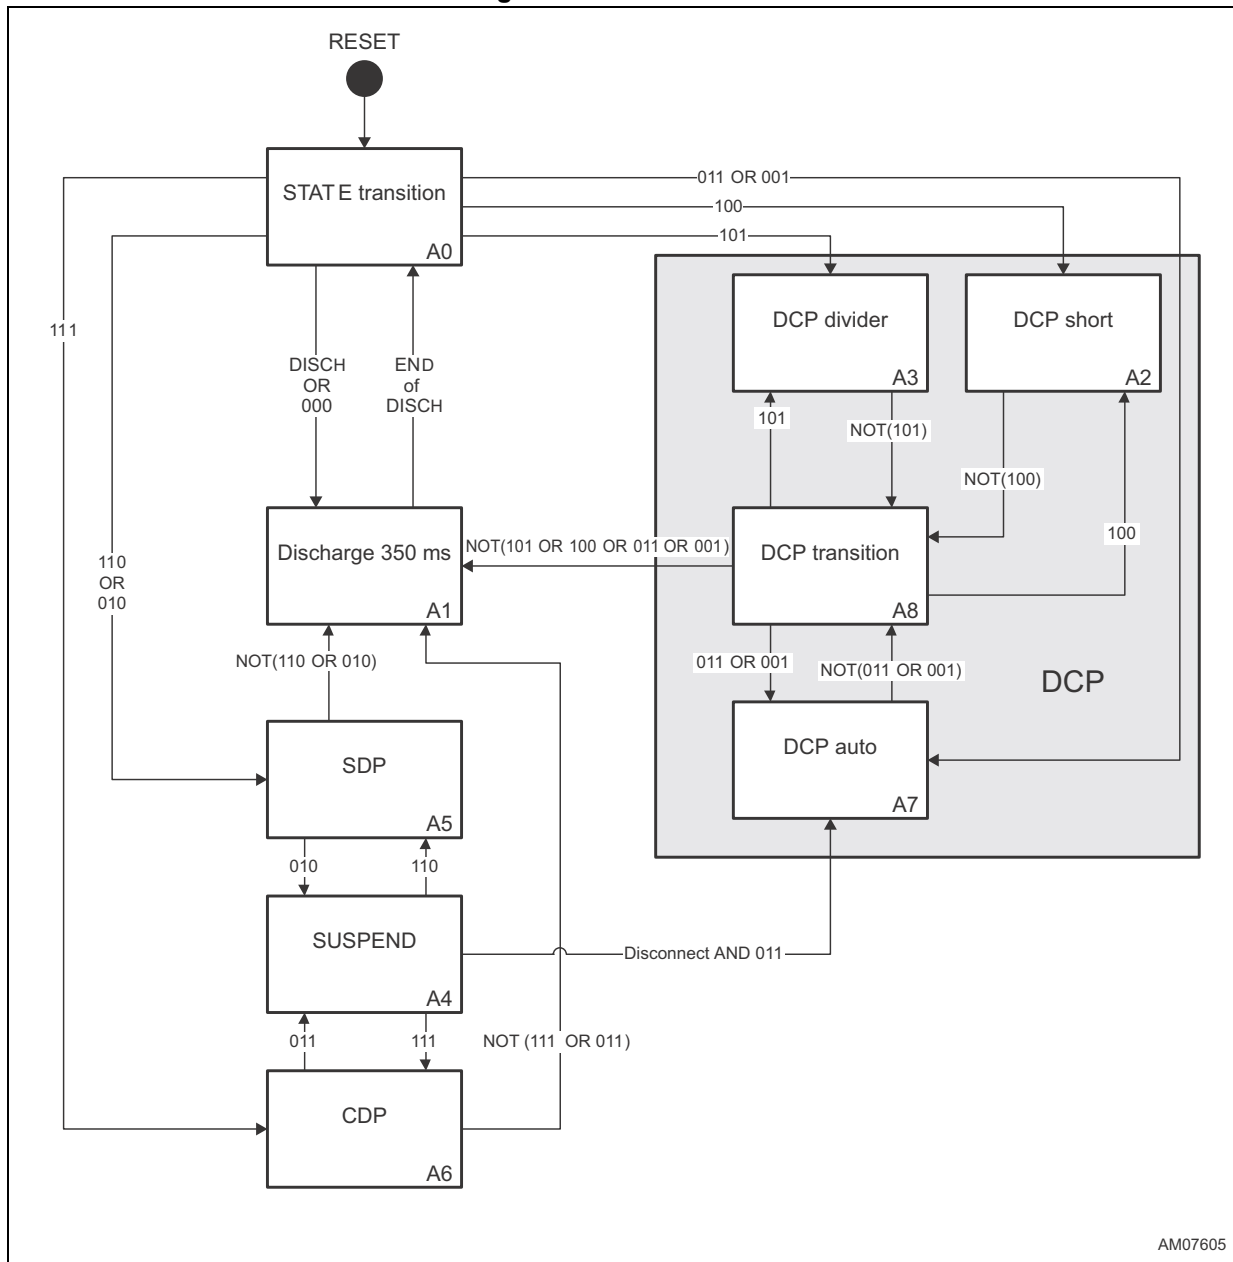 RESET
STATE transition
A0
011 OR 001
100
101
111
110
OR
010
DISCH
OR
000
END
of
DISCH
DCP divider
A3
DCP short
A2
101
NOT(101)
NOT(100)
100
Discharge 350 ms
A1
NOT(101 OR 100 OR 011 OR 001)
DCP transition
A8
NOT(110 OR 010)
011 OR 001
NOT(011 OR 001)
DCP
SDP
A5
DCP auto
A7
010
110
SUSPEND
A4
Disconnect AND 011
011
111
NOT (111 OR 011)
CDP
A6
AM07605